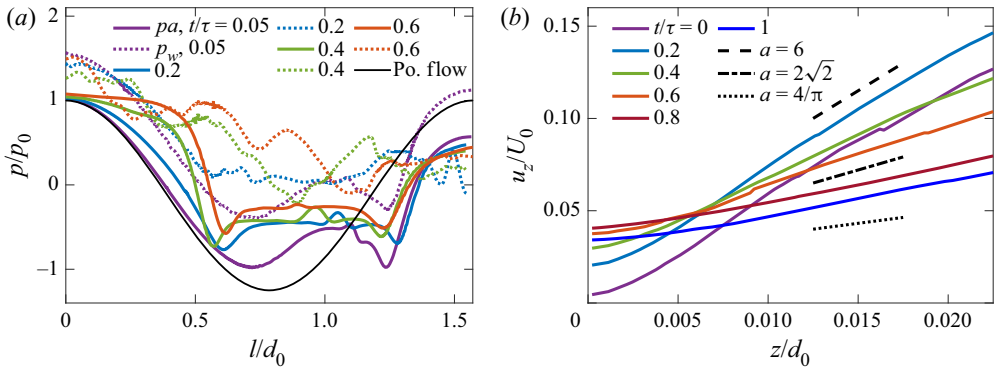 (a)
pa, t/τ = 0.05
p_w, 0.05
0.2
0.2
0.4
0.4
0.6
0.6
Po. flow
2
1
0
−1
p/p_0
0
0.5
1.0
1.5
l/d_0
(b)
t/τ = 0
0.2
0.4
0.6
0.8
1
a = 6
a = 2√2
a = 4/π
0.15
0.10
0.05
u_z/U_0
0
0.005
0.010
0.015
0.020
z/d_0